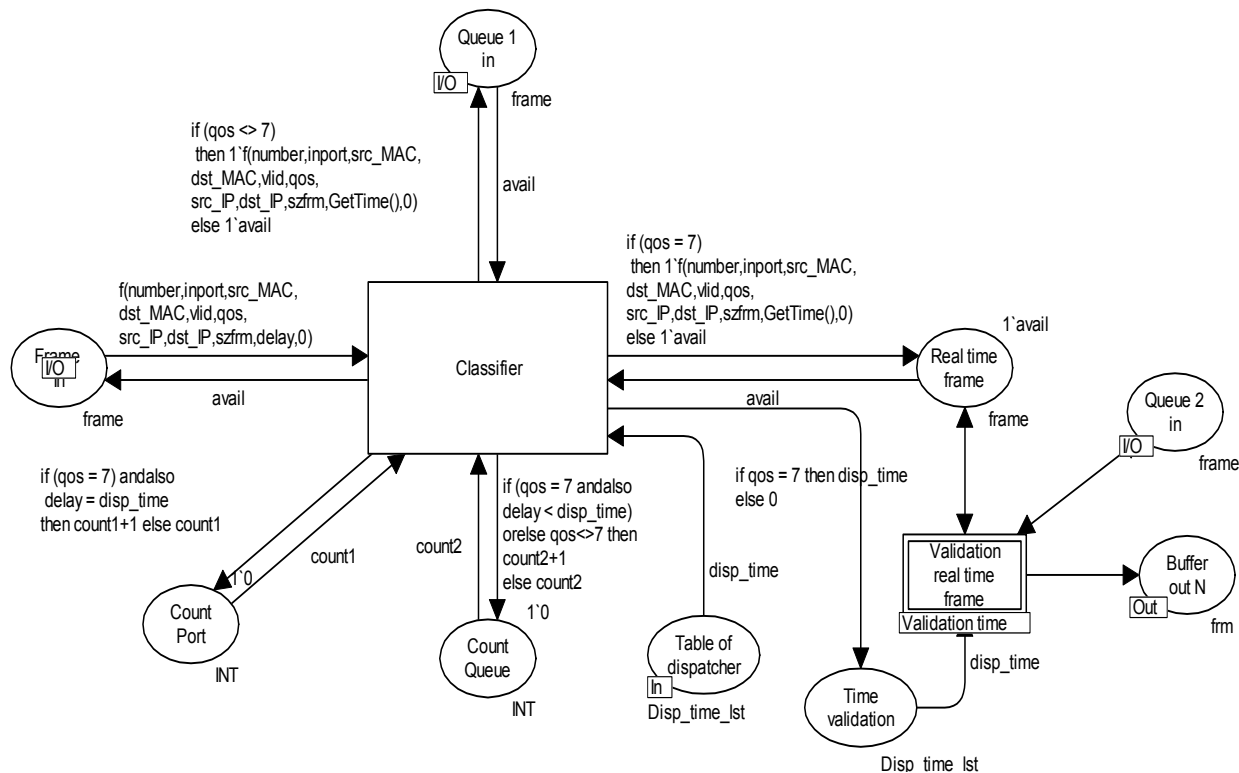 Queue 1
in
I/O
frame
if (qos <> 7)
then 1`f(number,inport,src_MAC,
dst_MAC,vlid,qos,
src_IP,dst_IP,szfrm,GetTime(),0)
else 1`avail
avail
if (qos = 7)
then 1`f(number,inport,src_MAC,
dst_MAC,vlid,qos,
src_IP,dst_IP,szfrm,GetTime(),0)
else 1`avail
f(number,inport,src_MAC,
dst_MAC,vlid,qos,
src_IP,dst_IP,szfrm,delay,0)
Frame
I/O
in
frame
avail
Classifier
1`avail
Real time
frame
frame
avail
Queue 2
in
I/O
frame
if (qos = 7) andalso
delay = disp_time
then count1+1 else count1
count1
1`0
Count
Port
INT
count2
if (qos = 7 andalso
delay < disp_time)
orelse qos<>7 then
count2+1
else count2
1`0
Count
Queue
INT
disp_time
Table of
dispatcher
In
Disp_time_lst
if qos = 7 then disp_time
else 0
Time
validation
Disp_time_lst
disp_time
Validation
real time
frame
Validation time
Buffer
out N
Out
frm